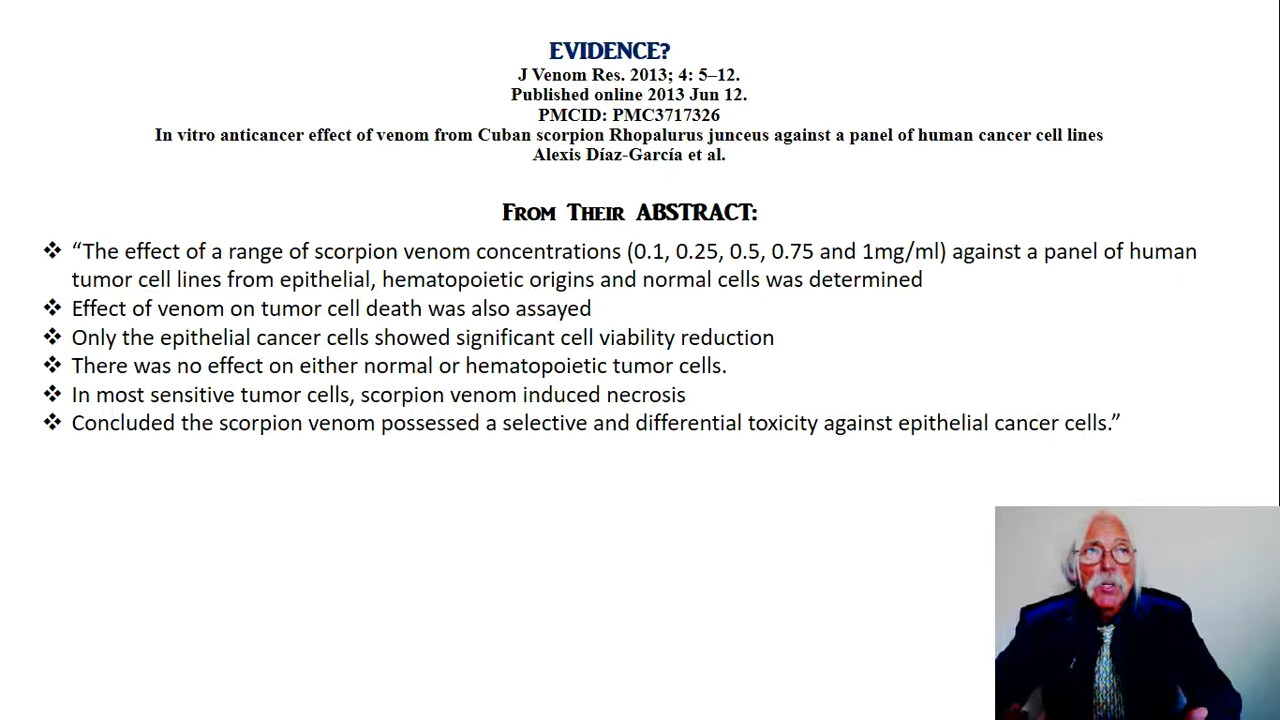 EVIDENCE?
J Venom Res. 2013; 4: 5–12.
Published online 2013 Jun 12.
PMCID: PMC3717326
In vitro anticancer effect of venom from Cuban scorpion Rhopalurus junceus against a panel of human cancer cell lines
Alexis Díaz-García et al.
From Their ABSTRACT:
❖ “The effect of a range of scorpion venom concentrations (0.1, 0.25, 0.5, 0.75 and 1mg/ml) against a panel of human
tumor cell lines from epithelial, hematopoietic origins and normal cells was determined
❖ Effect of venom on tumor cell death was also assayed
❖ Only the epithelial cancer cells showed significant cell viability reduction
❖ There was no effect on either normal or hematopoietic tumor cells.
❖ In most sensitive tumor cells, scorpion venom induced necrosis
❖ Concluded the scorpion venom possessed a selective and differential toxicity against epithelial cancer cells.”